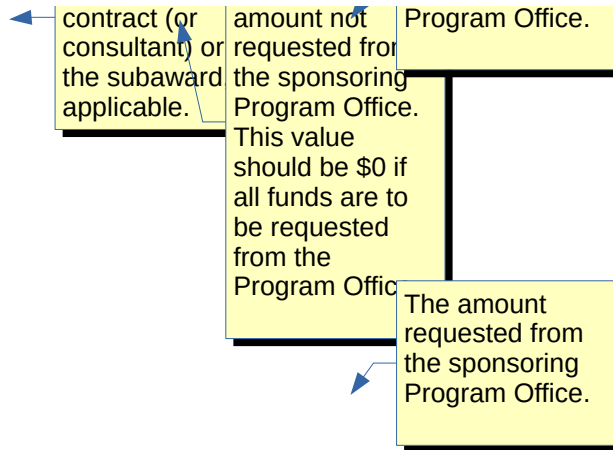 contract (or
consultant) or
the subaward,
applicable.
amount not
requested from
the sponsoring
Program Office.
This value
should be $0 if
all funds are to
be requested
from the
Program Offic
Program Office.
The amount
requested from
the sponsoring
Program Office.